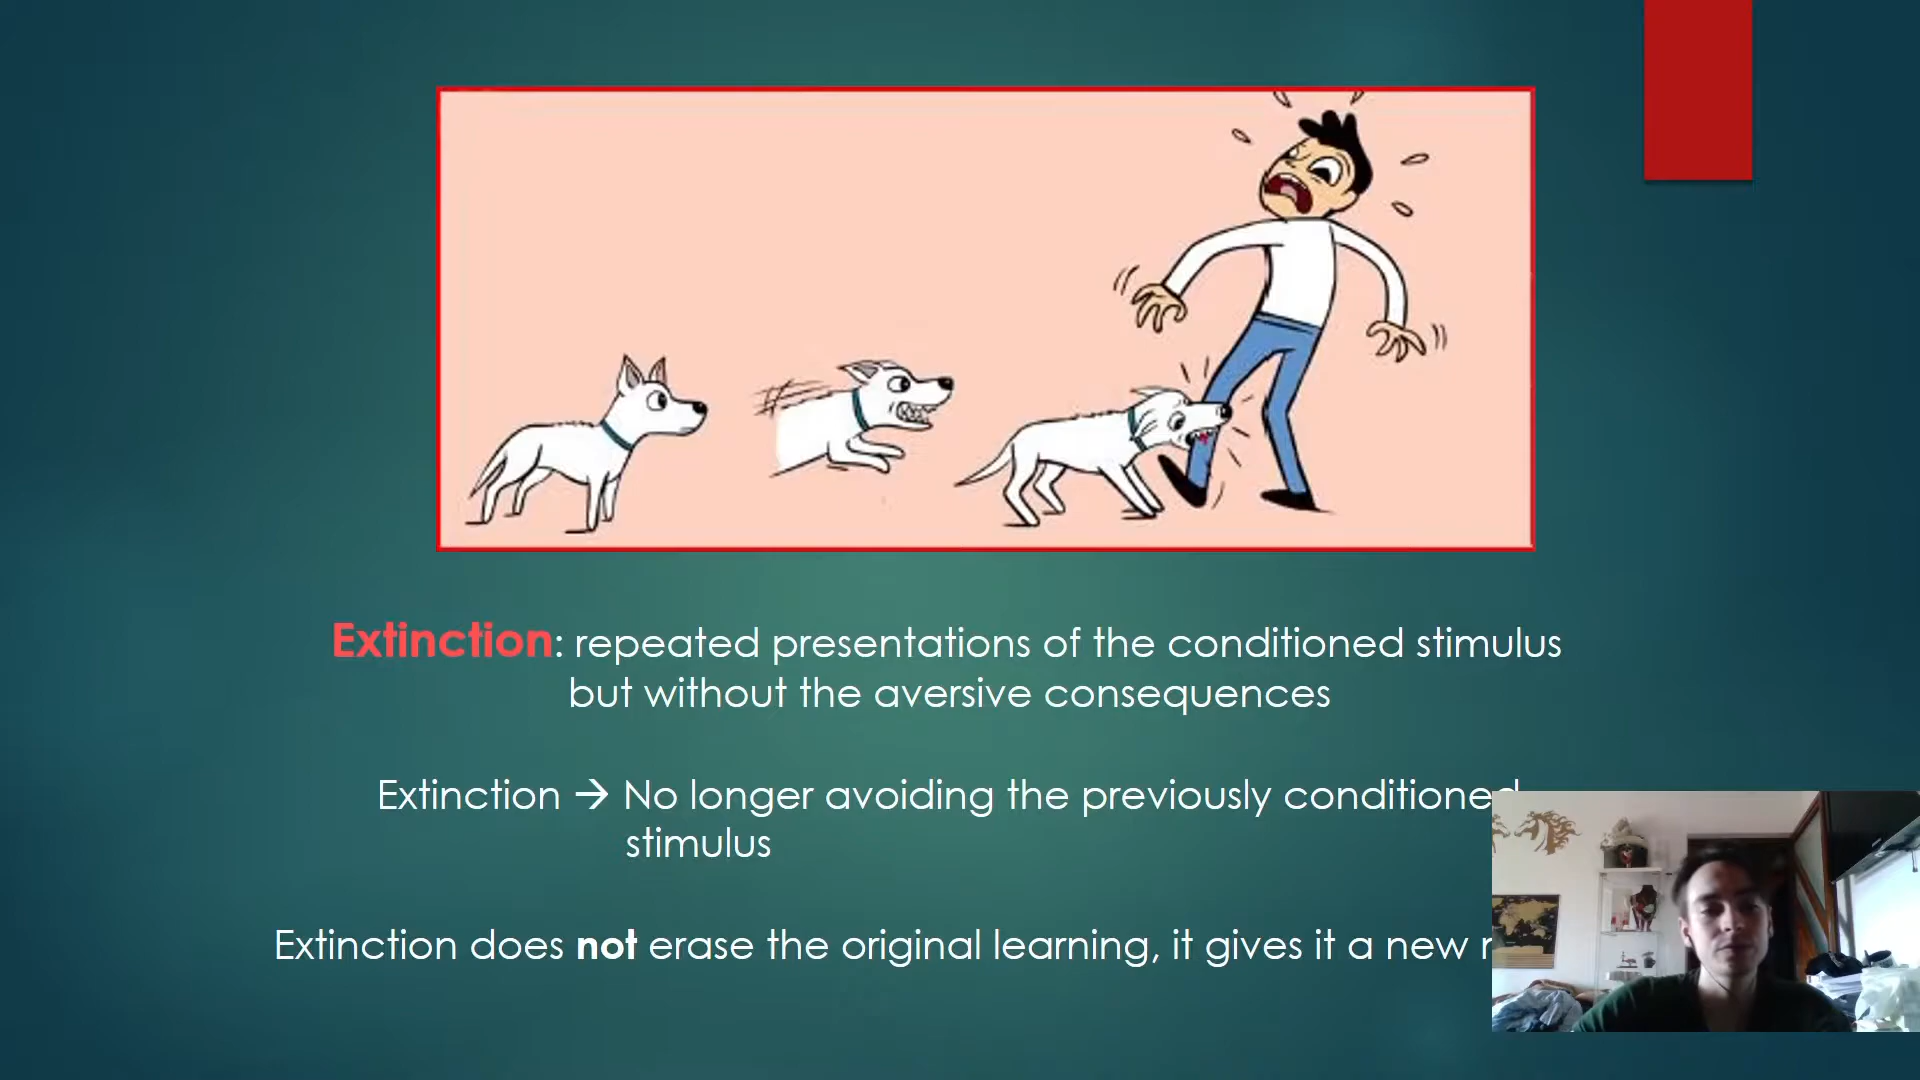 Extinction: repeated presentations of the conditioned stimulus
but without the aversive consequences
Extinction → No longer avoiding the previously conditioned
stimulus
Extinction does not erase the original learning, it gives it a new